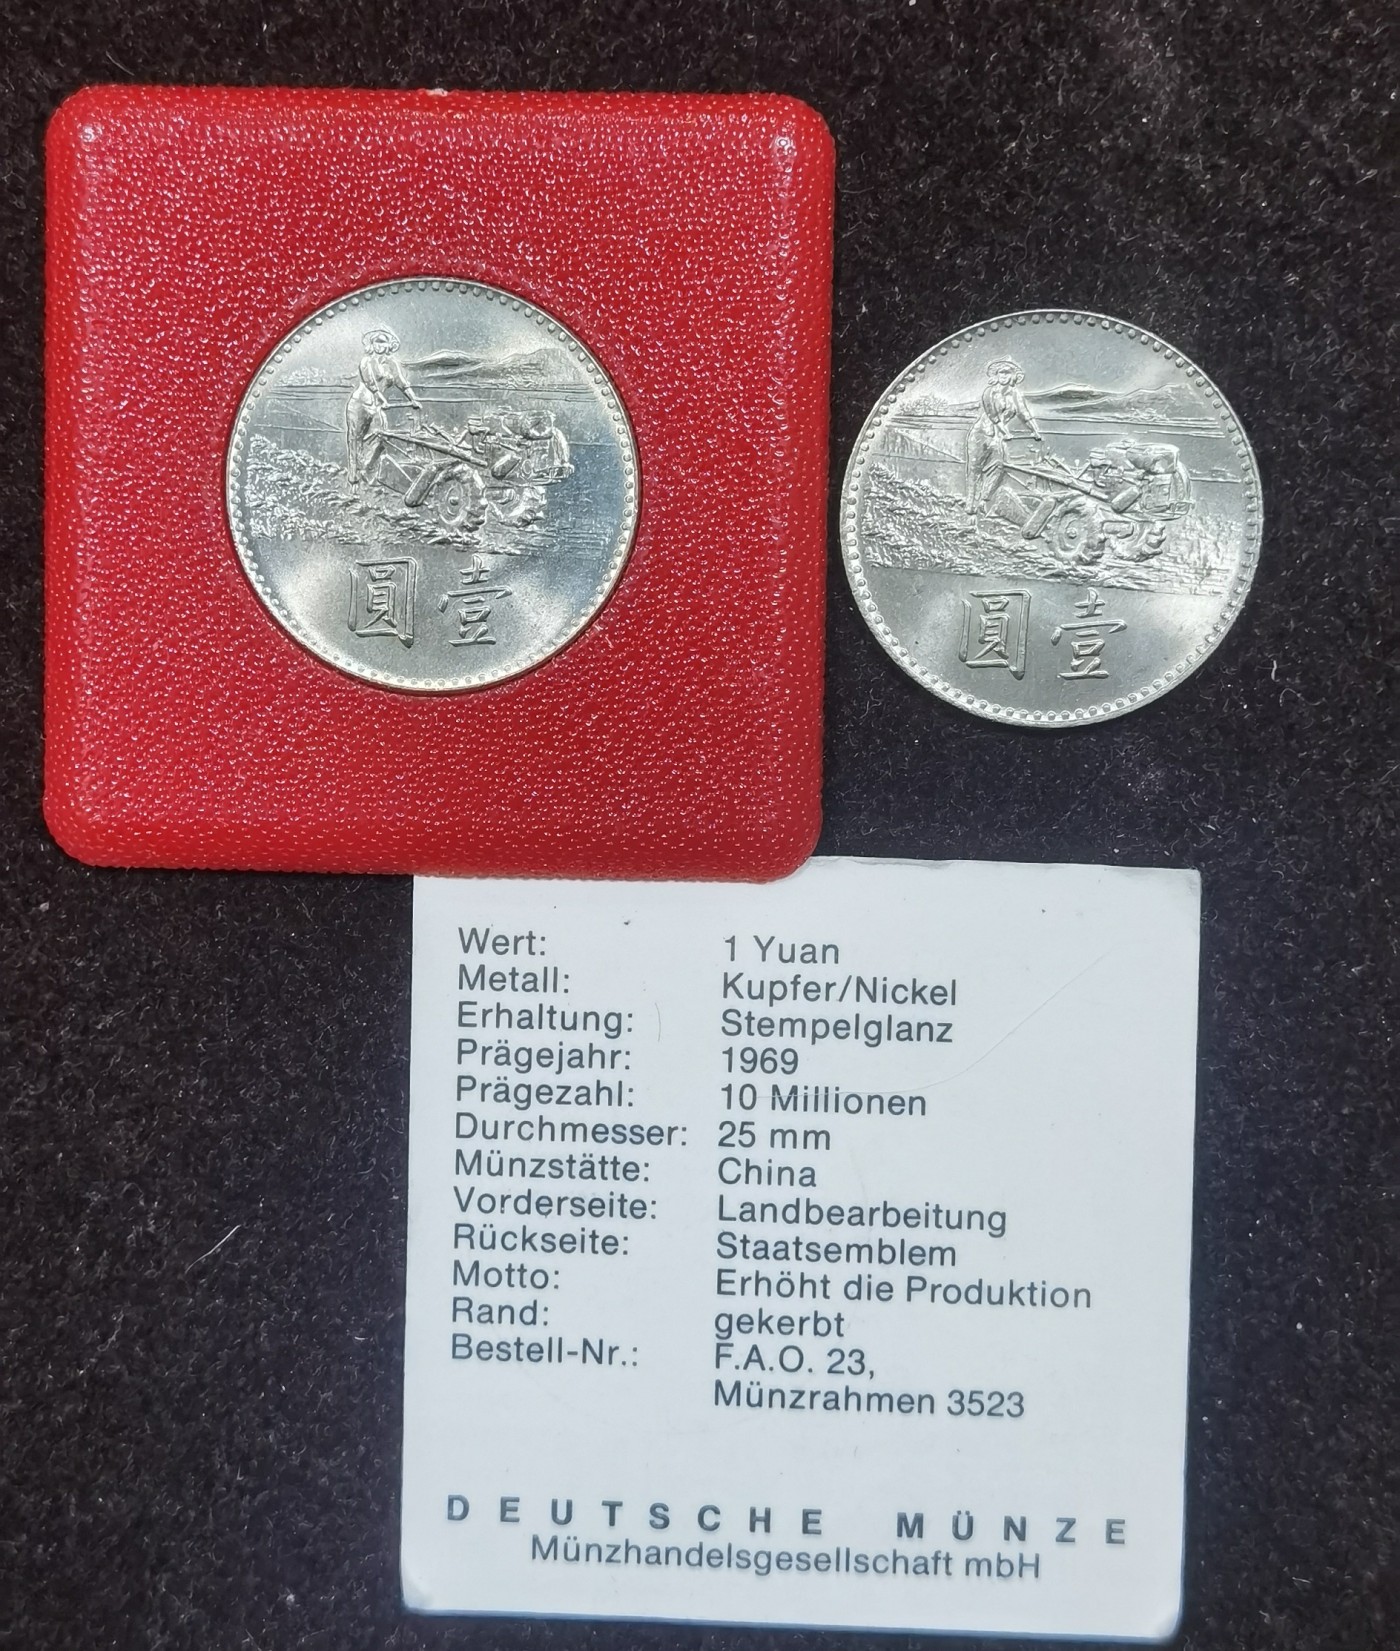 圓 壹
圓 壹
Wert: 1 Yuan
Metall: Kupfer/Nickel
Erhaltung: Stempelglanz
Prägejahr: 1969
Prägezahl: 10 Millionen
Durchmesser: 25 mm
Münzstätte: China
Vorderseite: Landbearbeitung
Rückseite: Staatsemblem
Motto: Erhöht die Produktion
Rand: gekerbt
Bestell-Nr.: F.A.O. 23,
Münzrahmen 3523
DEUTSCHE MÜNZE
Münzhandelsgesellschaft mbH